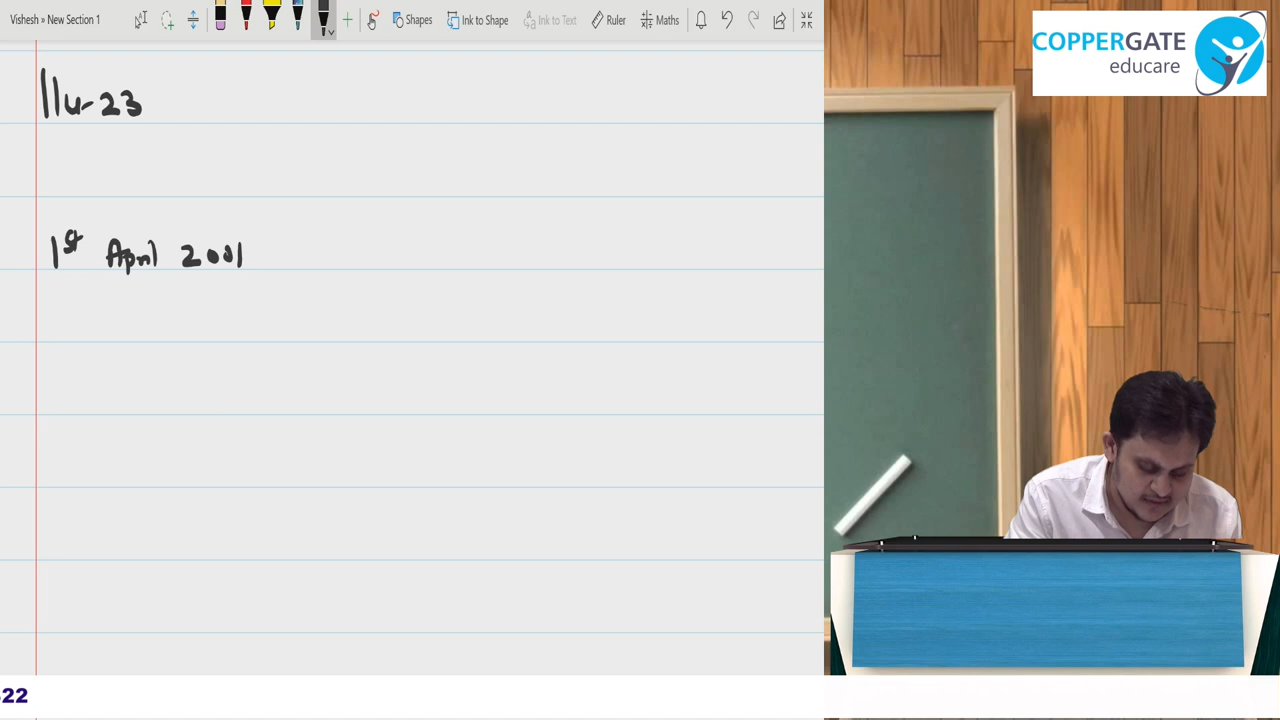 Vishesh » New Section 1
Shapes
Ink to Shape
Ink to Text
Ruler
Maths
COPPERGATE
educare
Illu-23
1st April 2001
22